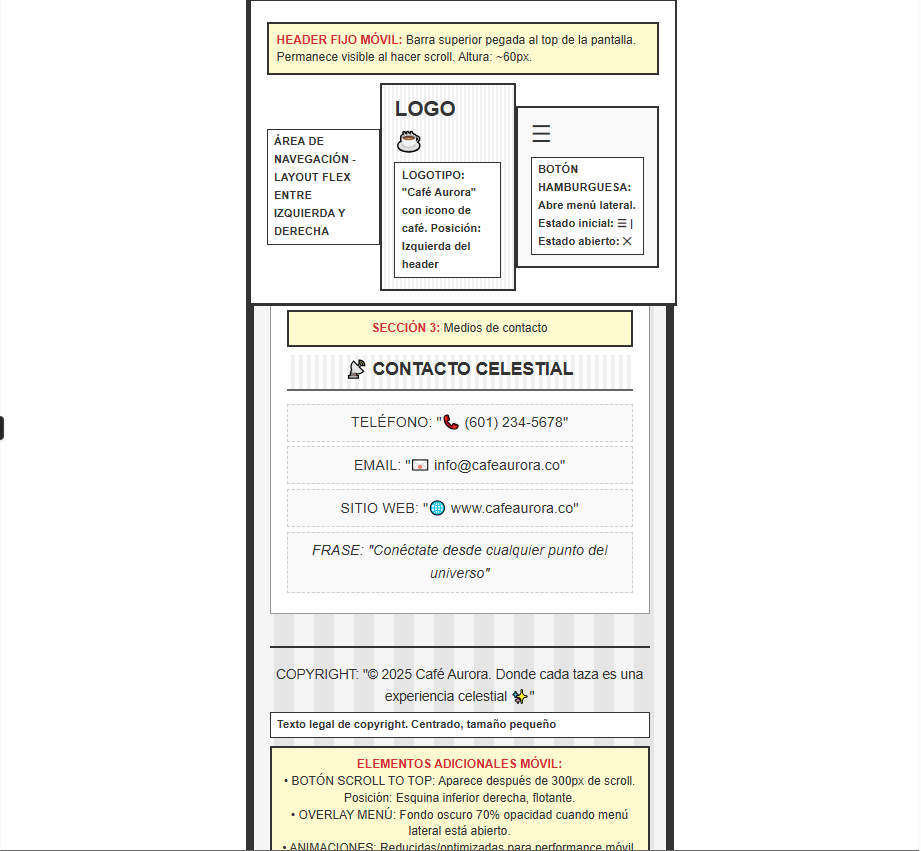 HEADER FIJO MÓVIL: Barra superior pegada al top de la pantalla.
Permanece visible al hacer scroll. Altura: ~60px.
ÁREA DE
NAVEGACIÓN -
LAYOUT FLEX
ENTRE
IZQUIERDA Y
DERECHA
LOGO
☕
LOGOTIPO:
"Café Aurora"
con icono de
café. Posición:
Izquierda del
header
☰
BOTÓN
HAMBURGUESA:
Abre menú lateral.
Estado inicial: ☰ |
Estado abierto: ✕
SECCIÓN 3: Medios de contacto
📡 CONTACTO CELESTIAL
TELÉFONO: "📞 (601) 234-5678"
EMAIL: "📧 info@cafeaurora.co"
SITIO WEB: "🌐 www.cafeaurora.co"
FRASE: "Conéctate desde cualquier punto del
universo"
COPYRIGHT: "© 2025 Café Aurora. Donde cada taza es una
experiencia celestial ✨"
Texto legal de copyright. Centrado, tamaño pequeño
ELEMENTOS ADICIONALES MÓVIL:
• BOTÓN SCROLL TO TOP: Aparece después de 300px de scroll.
Posición: Esquina inferior derecha, flotante.
• OVERLAY MENÚ: Fondo oscuro 70% opacidad cuando menú
lateral está abierto.
• ANIMACIONES: Reducidas/optimizadas para performance móvil